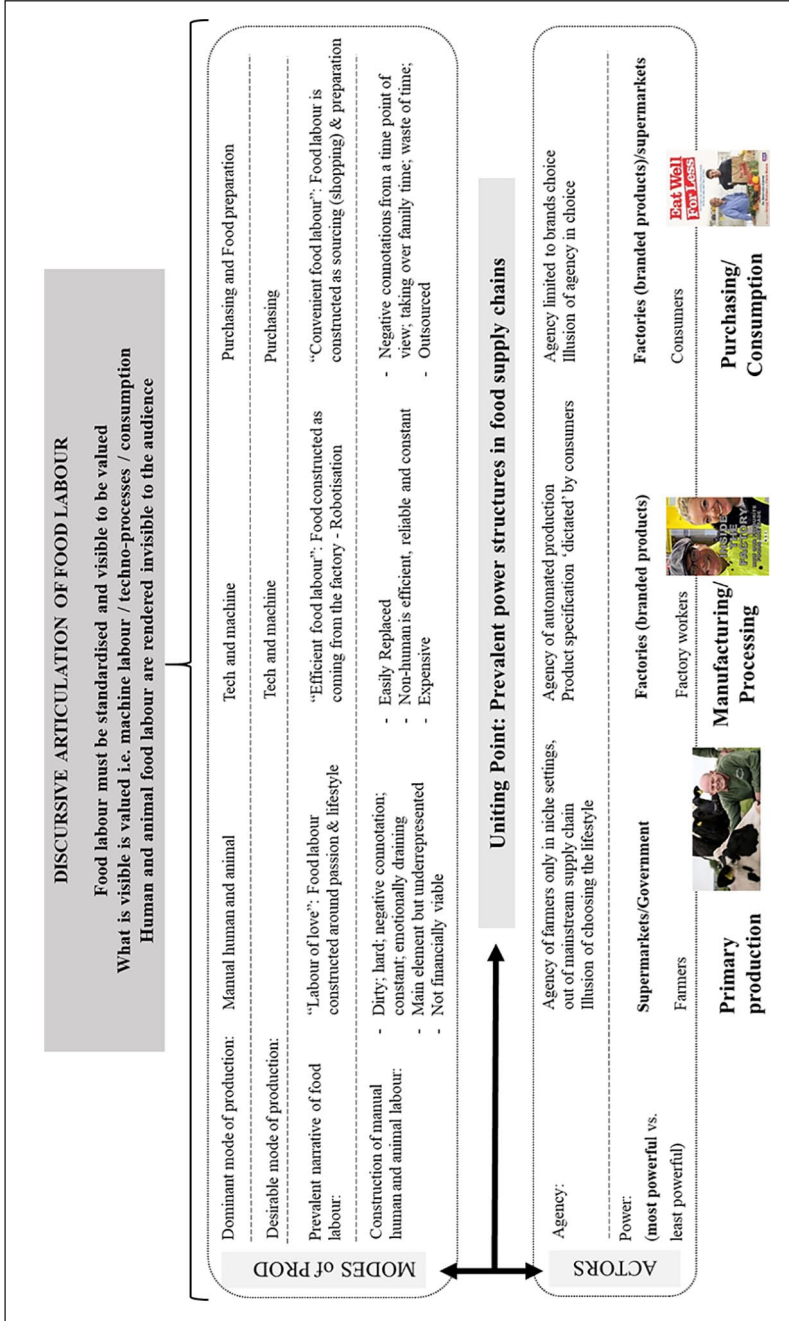 DISCURSIVE ARTICULATION OF FOOD LABOUR
Food labour must be standardised and visible to be valued
What is visible is valued i.e. machine labour / techno-processes / consumption
Human and animal food labour are rendered invisible to the audience
MODES of PROD
Dominant mode of production:
Manual human and animal
Tech and machine
Purchasing and Food preparation
Desirable mode of production:
Tech and machine
Purchasing
Prevalent narrative of food
labour:
“Labour of love”: Food labour
constructed around passion & lifestyle
“Efficient food labour”: Food constructed as
coming from the factory - Robotisation
“Convenient food labour”: Food labour is
constructed as sourcing (shopping) & preparation
Construction of manual
human and animal labour:
- Dirty; hard; negative connotation;
constant; emotionally draining
- Main element but underrepresented
- Not financially viable
- Easily Replaced
- Non-human is efficient, reliable and constant
- Expensive
- Negative connotations from a time point of
view; taking over family time; waste of time;
- Outsourced
Uniting Point: Prevalent power structures in food supply chains
ACTORS
Agency:
Agency of farmers only in niche settings,
out of mainstream supply chain
Illusion of choosing the lifestyle
Agency of automated production
Product specification ‘dictated’ by consumers
Agency limited to brands choice
Illusion of agency in choice
Power:
(most powerful vs.
least powerful)
Supermarkets/Government
Farmers
Factories (branded products)
Factory workers
Factories (branded products)/supermarkets
Consumers
INSIDE
THE
FACTORY
Eat Well
For Less
Primary
production
Manufacturing/
Processing
Purchasing/
Consumption